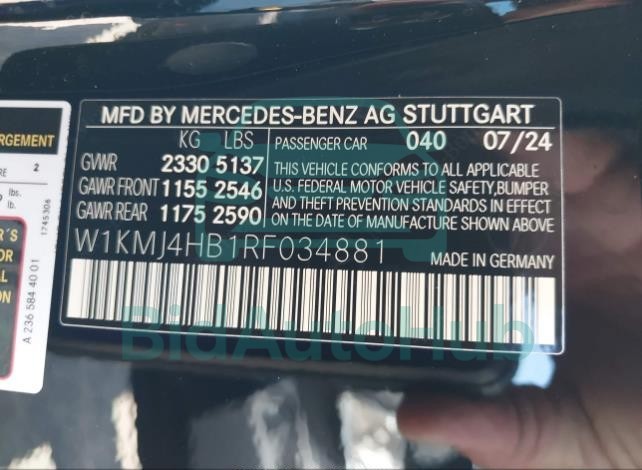 MFD BY MERCEDES-BENZ AG STUTTGART
KG LBS
PASSENGER CAR 040 07/24
GVWR 2330 5137
GAWR FRONT 1155 2546
GAWR REAR 1175 2590
THIS VEHICLE CONFORMS TO ALL APPLICABLE
U.S. FEDERAL MOTOR VEHICLE SAFETY,BUMPER
AND THEFT PREVENTION STANDARDS IN EFFECT
ON THE DATE OF MANUFACTURE SHOWN ABOVE.
W1KMJ4HB1RF034881
MADE IN GERMANY
BidAutoHub
2
lbs.
1745306
A 236 584 40 01